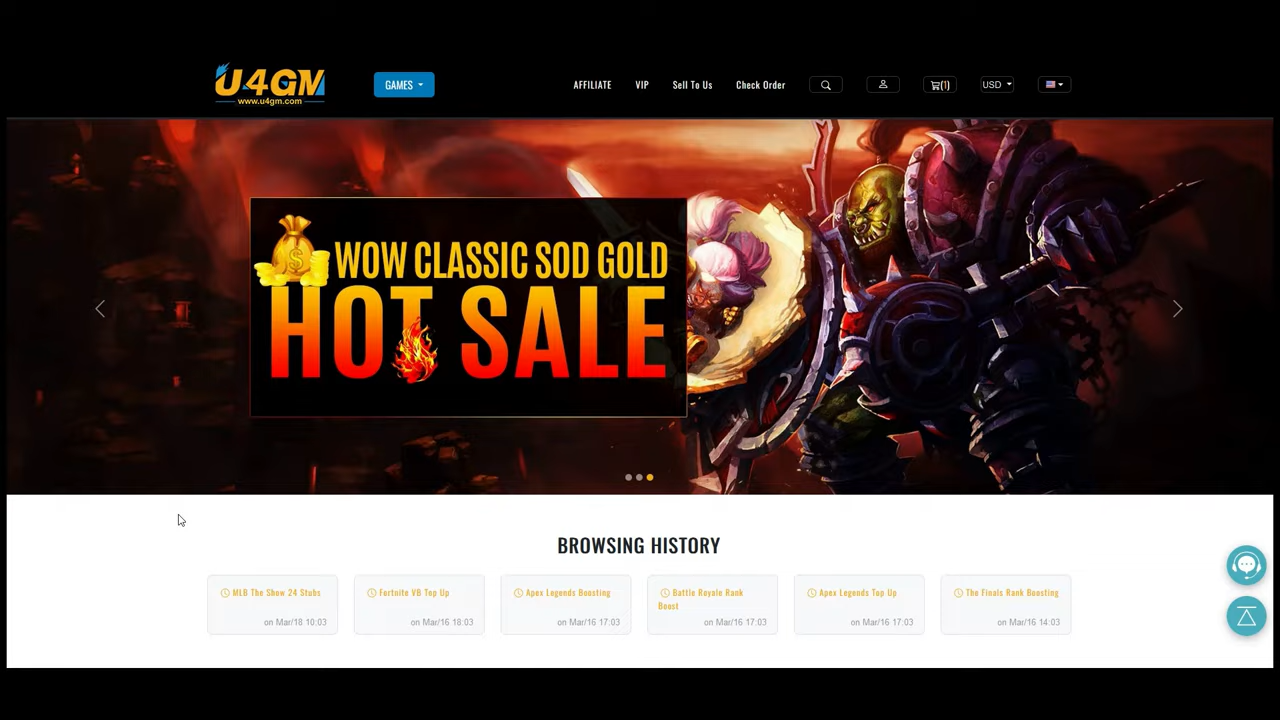 U4GM
www.u4gm.com
GAMES
AFFILIATE
VIP
Sell To Us
Check Order
(1)
USD
WOW CLASSIC SOD GOLD
HOT SALE
BROWSING HISTORY
MLB The Show 24 Stubs
on Mar/18 10:03
Fortnite VB Top Up
on Mar/16 18:03
Apex Legends Boosting
on Mar/16 17:03
Battle Royale Rank
Boost
on Mar/16 17:03
Apex Legends Top Up
on Mar/16 17:03
The Finals Rank Boosting
on Mar/16 14:03